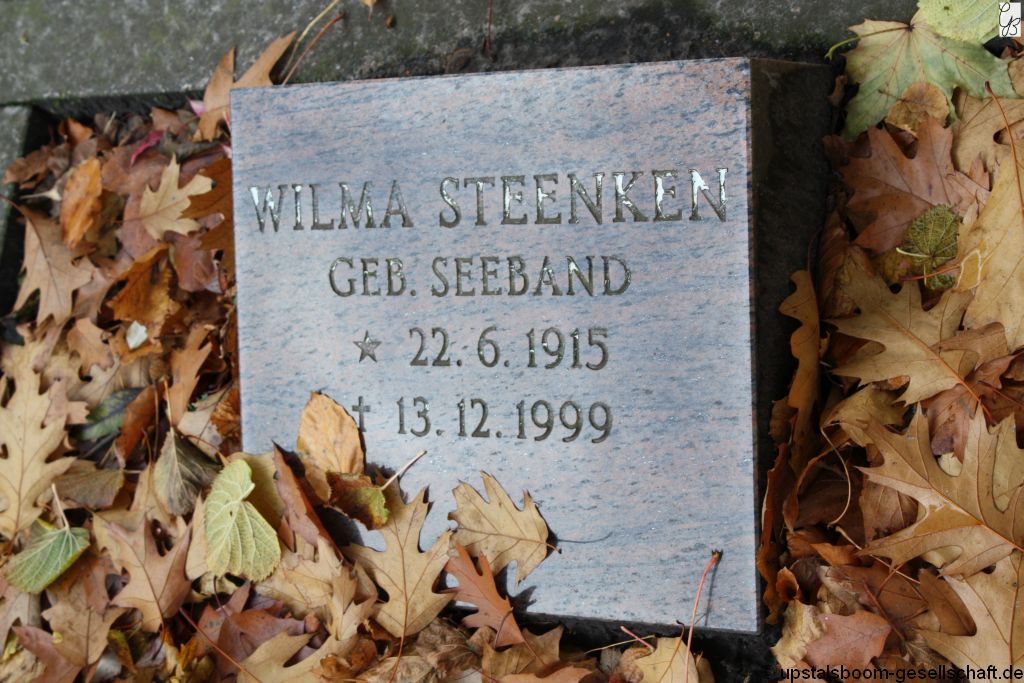 WILMA STEENKEN
GEB. SEEBAND
☆ 22. 6. 1915
† 13. 12. 1999
upstalsboom-gesellschaft.de